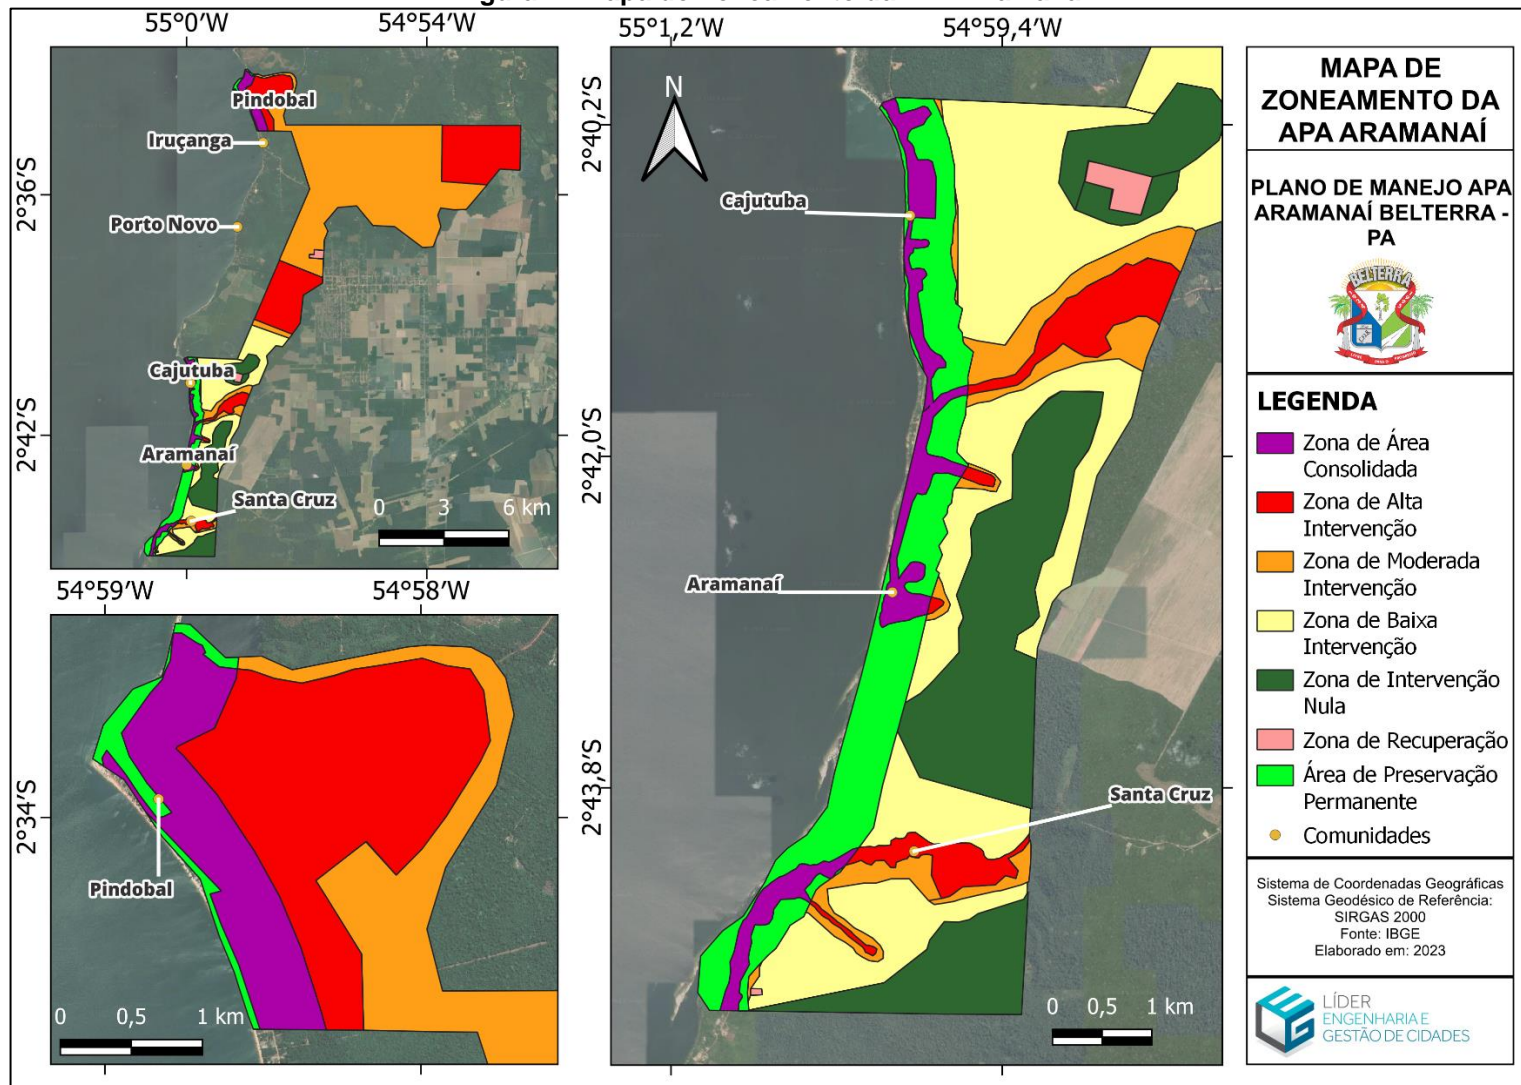 55°0'W
54°54'W
2°36'S
2°42'S
Pindobal
Iruçanga
Porto Novo
Cajutuba
Aramanaí
Santa Cruz
0 3 6 km
54°59'W
54°58'W
2°34'S
Pindobal
0 0,5 1 km
55°1,2'W
54°59,4'W
2°40,2'S
2°42,0'S
2°43,8'S
N
Cajutuba
Aramanaí
Santa Cruz
0 0,5 1 km
MAPA DE
ZONEAMENTO DA
APA ARAMANAÍ
PLANO DE MANEJO APA
ARAMANAÍ BELTERRA -
PA
BELTERRA
LEGENDA
Zona de Área
Consolidada
Zona de Alta
Intervenção
Zona de Moderada
Intervenção
Zona de Baixa
Intervenção
Zona de Intervenção
Nula
Zona de Recuperação
Área de Preservação
Permanente
Comunidades
Sistema de Coordenadas Geográficas
Sistema Geodésico de Referência:
SIRGAS 2000
Fonte: IBGE
Elaborado em: 2023
LÍDER
ENGENHARIA E
GESTÃO DE CIDADES